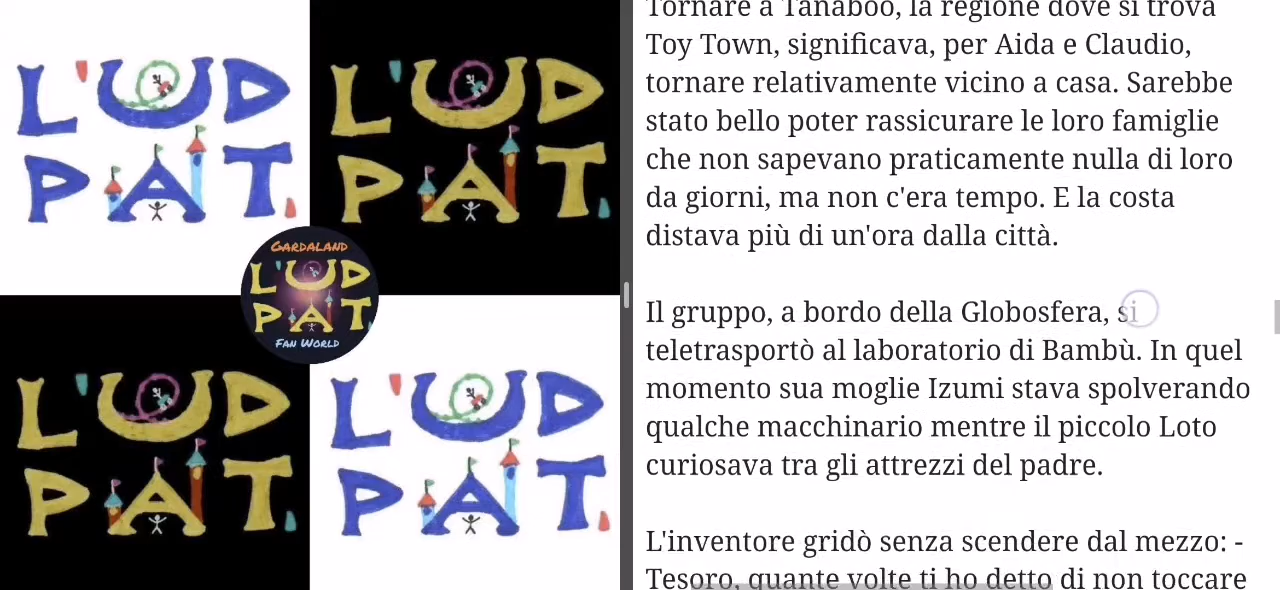 L'UD
PAT.
L'UD
PAT.
GARDALAND
L'UD
PAT.
FAN WORLD
L'UD
PAT.
L'UD
PAT.
Tornare a Tanaboo, la regione dove si trova
Toy Town, significava, per Aida e Claudio,
tornare relativamente vicino a casa. Sarebbe
stato bello poter rassicurare le loro famiglie
che non sapevano praticamente nulla di loro
da giorni, ma non c'era tempo. E la costa
distava più di un'ora dalla città.
Il gruppo, a bordo della Globosfera, si
teletrasportò al laboratorio di Bambù. In quel
momento sua moglie Izumi stava spolverando
qualche macchinario mentre il piccolo Loto
curiosava tra gli attrezzi del padre.
L'inventore gridò senza scendere dal mezzo: -
Tesoro, quante volte ti ho detto di non toccare